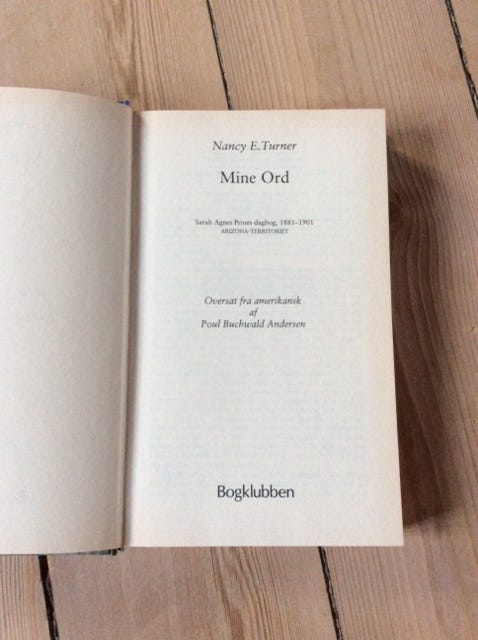 Nancy E.Turner
Mine Ord
Sarah Agnes Prines dagbog, 1881–1901
ARIZONA-TERRITORIET
Oversat fra amerikansk
af
Poul Buchwald Andersen
Bogklubben